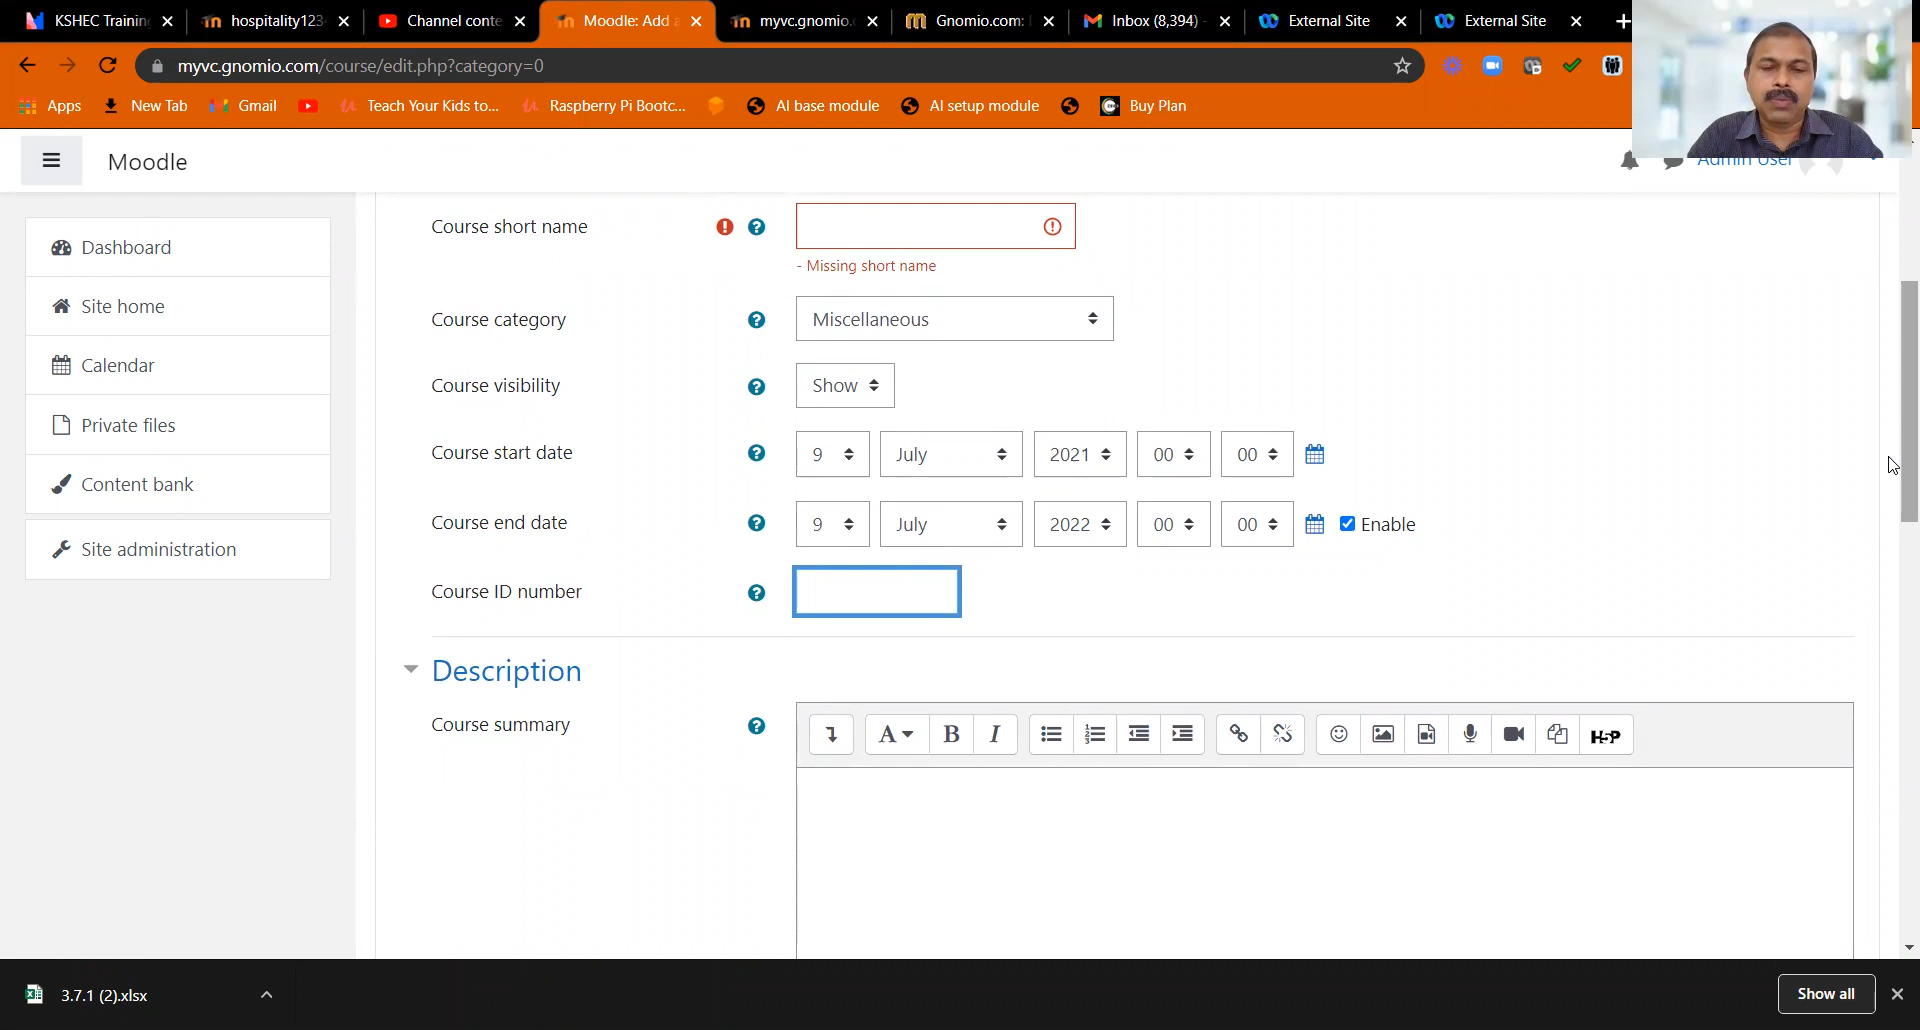 KSHEC Training
hospitality123
Channel conte
Moodle: Add a
myvc.gnomio.
Gnomio.com:
Inbox (8,394)
External Site
External Site
myvc.gnomio.com/course/edit.php?category=0
Apps
New Tab
Gmail
Teach Your Kids to...
Raspberry Pi Bootc...
AI base module
AI setup module
Buy Plan
Moodle
Admin User
Dashboard
Site home
Calendar
Private files
Content bank
Site administration
Course short name
- Missing short name
Course category
Miscellaneous
Course visibility
Show
Course start date
9 July 2021 00 00
Course end date
9 July 2022 00 00 Enable
Course ID number
Description
Course summary
A B I
H5P
3.7.1 (2).xlsx
Show all